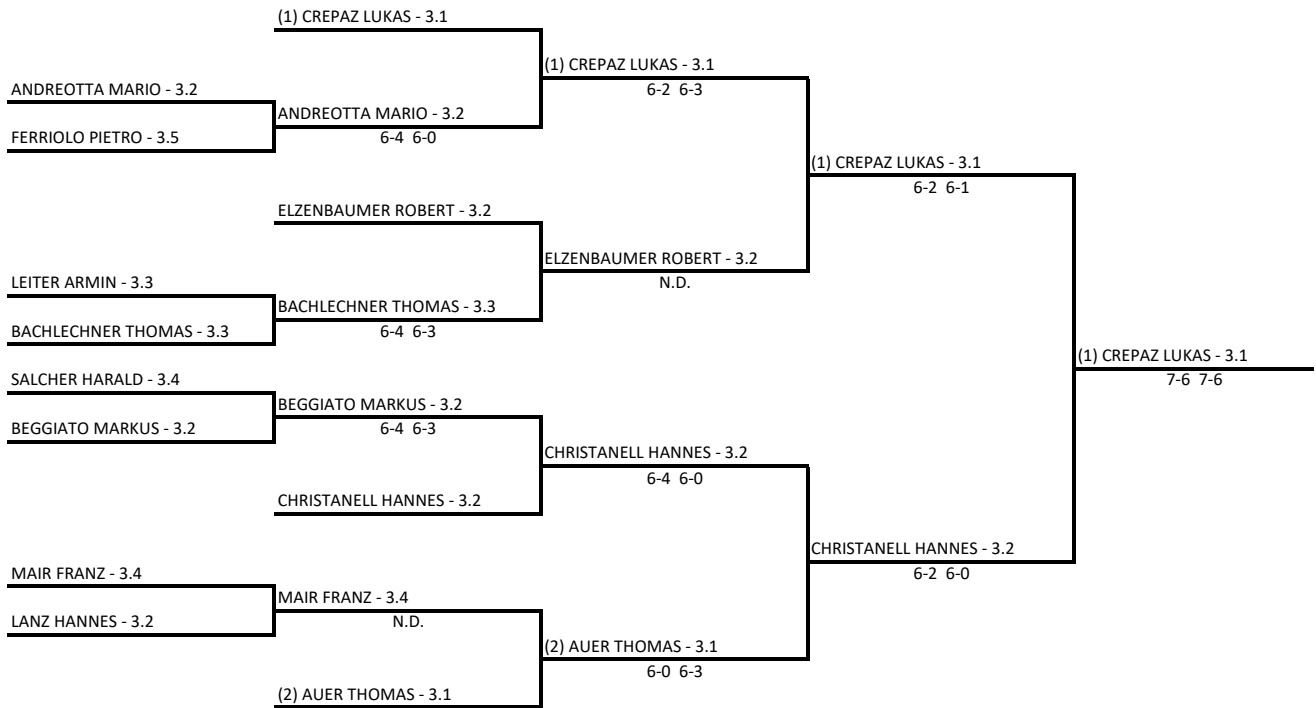 (1) CREPAZ LUKAS - 3.1
(1) CREPAZ LUKAS - 3.1
ANDREOTTA MARIO - 3.2
6-2 6-3
ANDREOTTA MARIO - 3.2
FERRIOLO PIETRO - 3.5
6-4 6-0
(1) CREPAZ LUKAS - 3.1
6-2 6-1
ELZENBAUMER ROBERT - 3.2
ELZENBAUMER ROBERT - 3.2
LEITER ARMIN - 3.3
N.D.
BACHLECHNER THOMAS - 3.3
BACHLECHNER THOMAS - 3.3
6-4 6-3
(1) CREPAZ LUKAS - 3.1
SALCHER HARALD - 3.4
7-6 7-6
BEGGIATO MARKUS - 3.2
BEGGIATO MARKUS - 3.2
6-4 6-3
CHRISTANELL HANNES - 3.2
6-4 6-0
CHRISTANELL HANNES - 3.2
CHRISTANELL HANNES - 3.2
MAIR FRANZ - 3.4
6-2 6-0
MAIR FRANZ - 3.4
LANZ HANNES - 3.2
N.D.
(2) AUER THOMAS - 3.1
6-0 6-3
(2) AUER THOMAS - 3.1